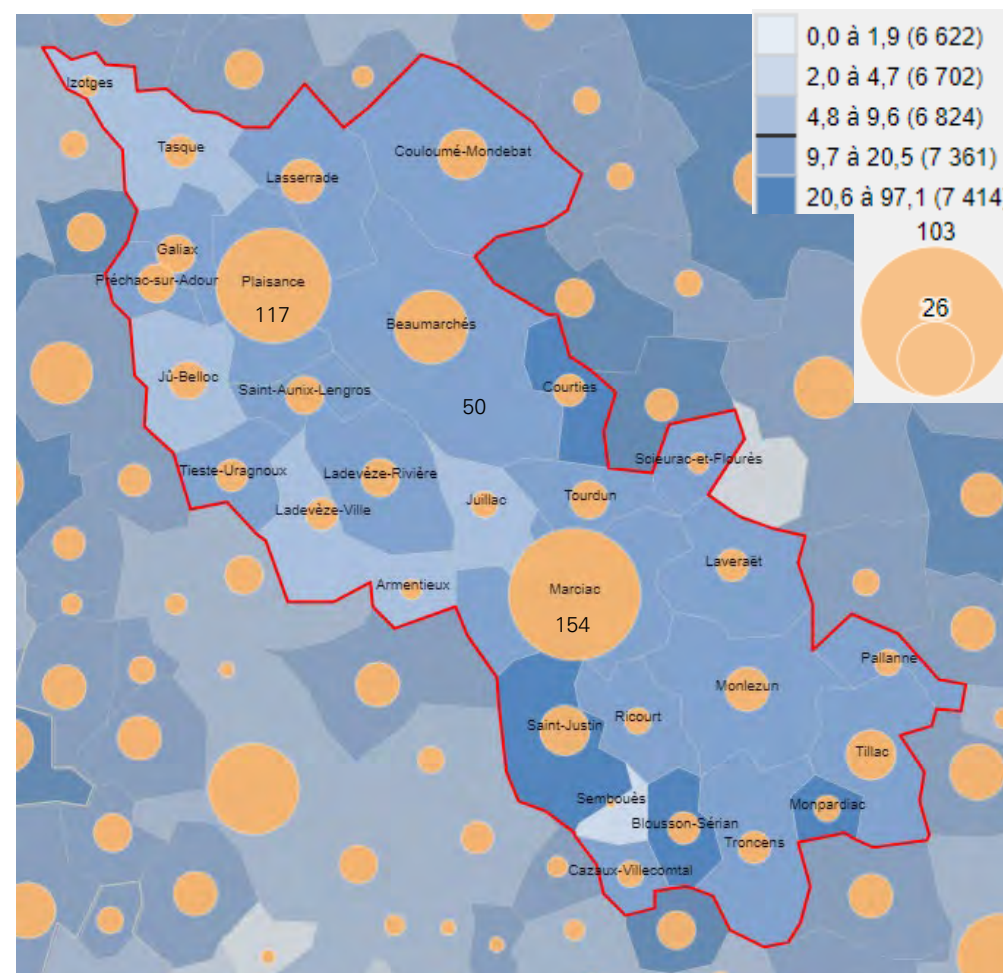 0,0 à 1,9 (6 622)
2,0 à 4,7 (6 702)
4,8 à 9,6 (6 824)
9,7 à 20,5 (7 361)
20,6 à 97,1 (7 414
103
26
Izotges
Tasque
Couloumé-Mondebat
Lasserrade
Galiax
Préchac-sur-Adour
Plaisance
117
Beaumarchés
Jû-Belloc
Saint-Aunix-Lengros
Courties
50
Scieurac-et-Flourès
Tieste-Uragnoux
Ladevèze-Rivière
Juillac
Tourdun
Ladevèze-Ville
Laveraët
Armentieux
Marciac
154
Pallanne
Monlezun
Saint-Justin
Ricourt
Tillac
Sembouès
Monpardiac
Blousson-Sérian
Troncens
Cazaux-Villecomtal